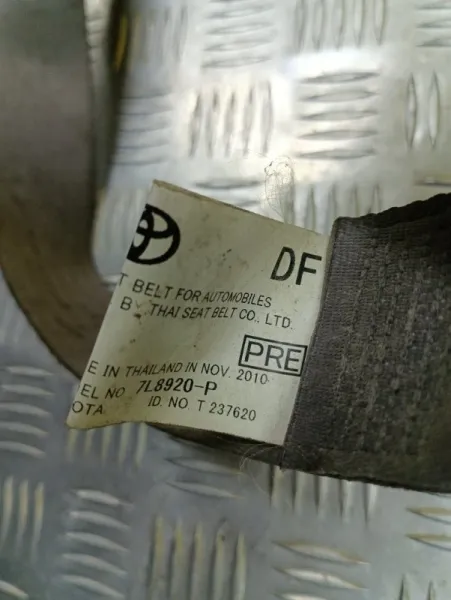 DF
T BELT FOR AUTOMOBILES
BY THAI SEAT BELT CO., LTD.
PRE
E IN THAILAND IN NOV. 2010
EL NO 7L8920-P
OTA ID. NO T 237620